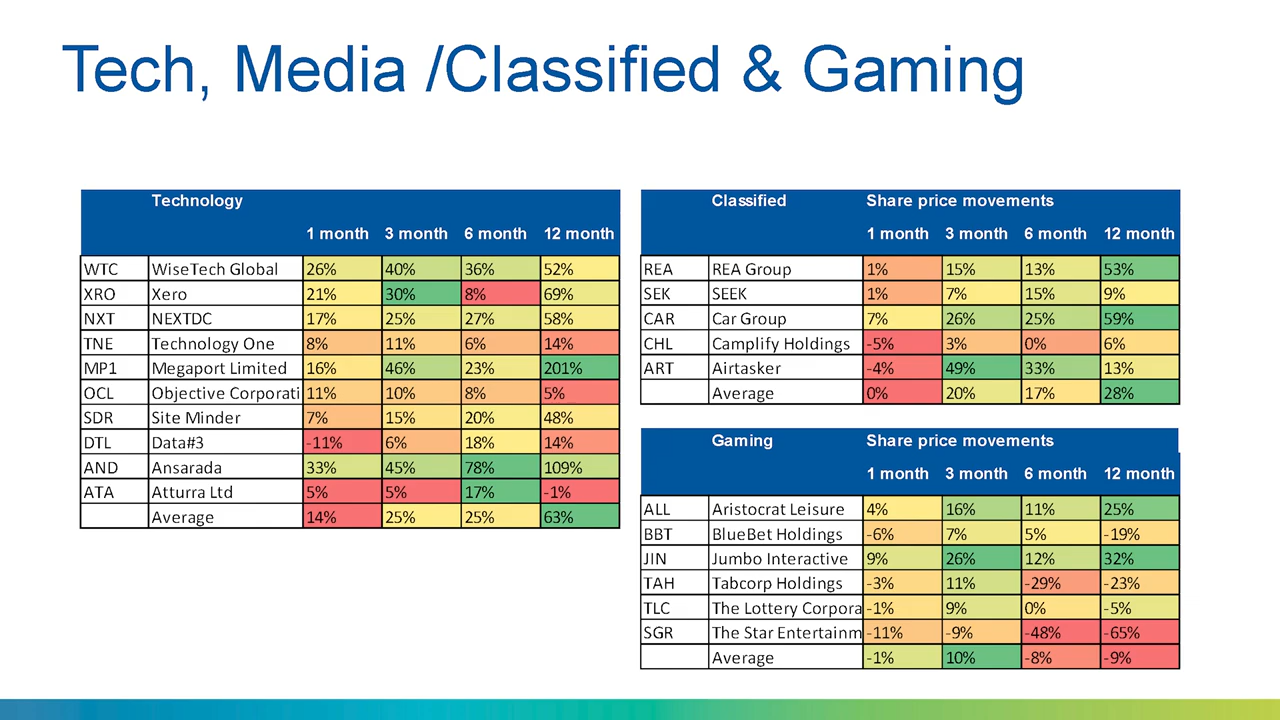 Tech, Media /Classified & Gaming
Technology
1 month 3 month 6 month 12 month
WTC WiseTech Global 26% 40% 36% 52%
XRO Xero 21% 30% 8% 69%
NXT NEXTDC 17% 25% 27% 58%
TNE Technology One 8% 11% 6% 14%
MP1 Megaport Limited 16% 46% 23% 201%
OCL Objective Corporati 11% 10% 8% 5%
SDR Site Minder 7% 15% 20% 48%
DTL Data#3 -11% 6% 18% 14%
AND Ansarada 33% 45% 78% 109%
ATA Atturra Ltd 5% 5% 17% -1%
Average 14% 25% 25% 63%
Classified Share price movements
1 month 3 month 6 month 12 month
REA REA Group 1% 15% 13% 53%
SEK SEEK 1% 7% 15% 9%
CAR Car Group 7% 26% 25% 59%
CHL Camplify Holdings -5% 3% 0% 6%
ART Airtasker -4% 49% 33% 13%
Average 0% 20% 17% 28%
Gaming Share price movements
1 month 3 month 6 month 12 month
ALL Aristocrat Leisure 4% 16% 11% 25%
BBT BlueBet Holdings -6% 7% 5% -19%
JIN Jumbo Interactive 9% 26% 12% 32%
TAH Tabcorp Holdings -3% 11% -29% -23%
TLC The Lottery Corpora -1% 9% 0% -5%
SGR The Star Entertainm -11% -9% -48% -65%
Average -1% 10% -8% -9%